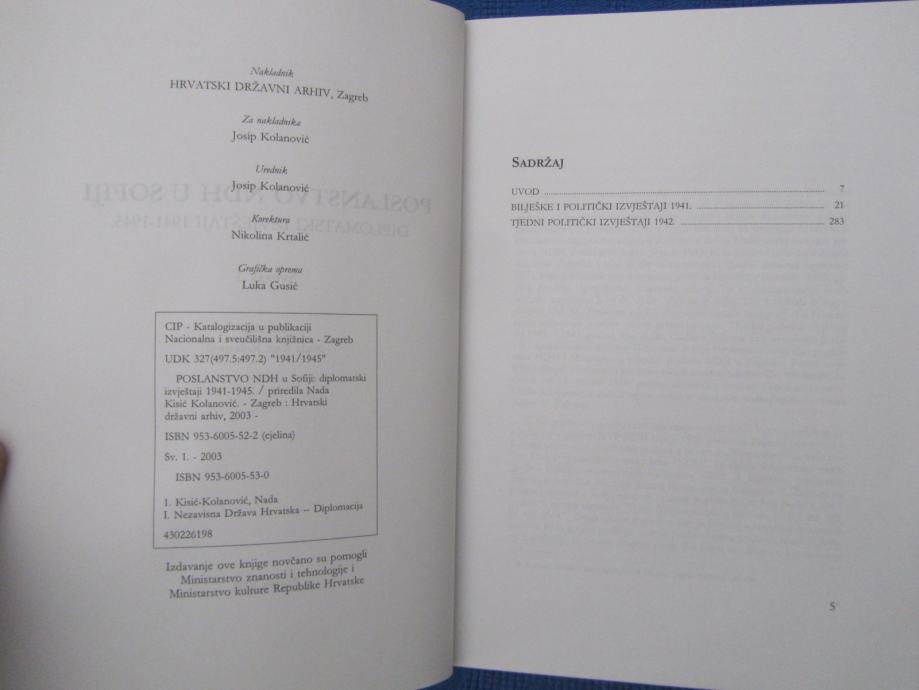 Nakladnik
HRVATSKI DRŽAVNI ARHIV, Zagreb
Za nakladnika
Josip Kolanović
Urednik
Josip Kolanović
Korektura
Nikolina Krtalić
Grafička oprema
Luka Gusić
CIP - Katalogizacija u publikaciji
Nacionalna i sveučilišna knjižnica - Zagreb
UDK 327(497.5:497.2) "1941/1945"
POSLANSTVO NDH u Sofiji: diplomatski
izvještaji 1941-1945. / priredila Nada
Kisić Kolanović. - Zagreb : Hrvatski
državni arhiv, 2003 -
ISBN 953-6005-52-2 (cjelina)
Sv. 1. - 2003
ISBN 953-6005-53-0
1. Kisić-Kolanović, Nada
I. Nezavisna Država Hrvatska -- Diplomacija
430226198
Izdavanje ove knjige novčano su pomogli
Ministarstvo znanosti i tehnologije i
Ministarstvo kulture Republike Hrvatske
SADRŽAJ
UVOD 7
BILJEŠKE I POLITIČKI IZVJEŠTAJI 1941. 21
TJEDNI POLITIČKI IZVJEŠTAJI 1942. 283
5